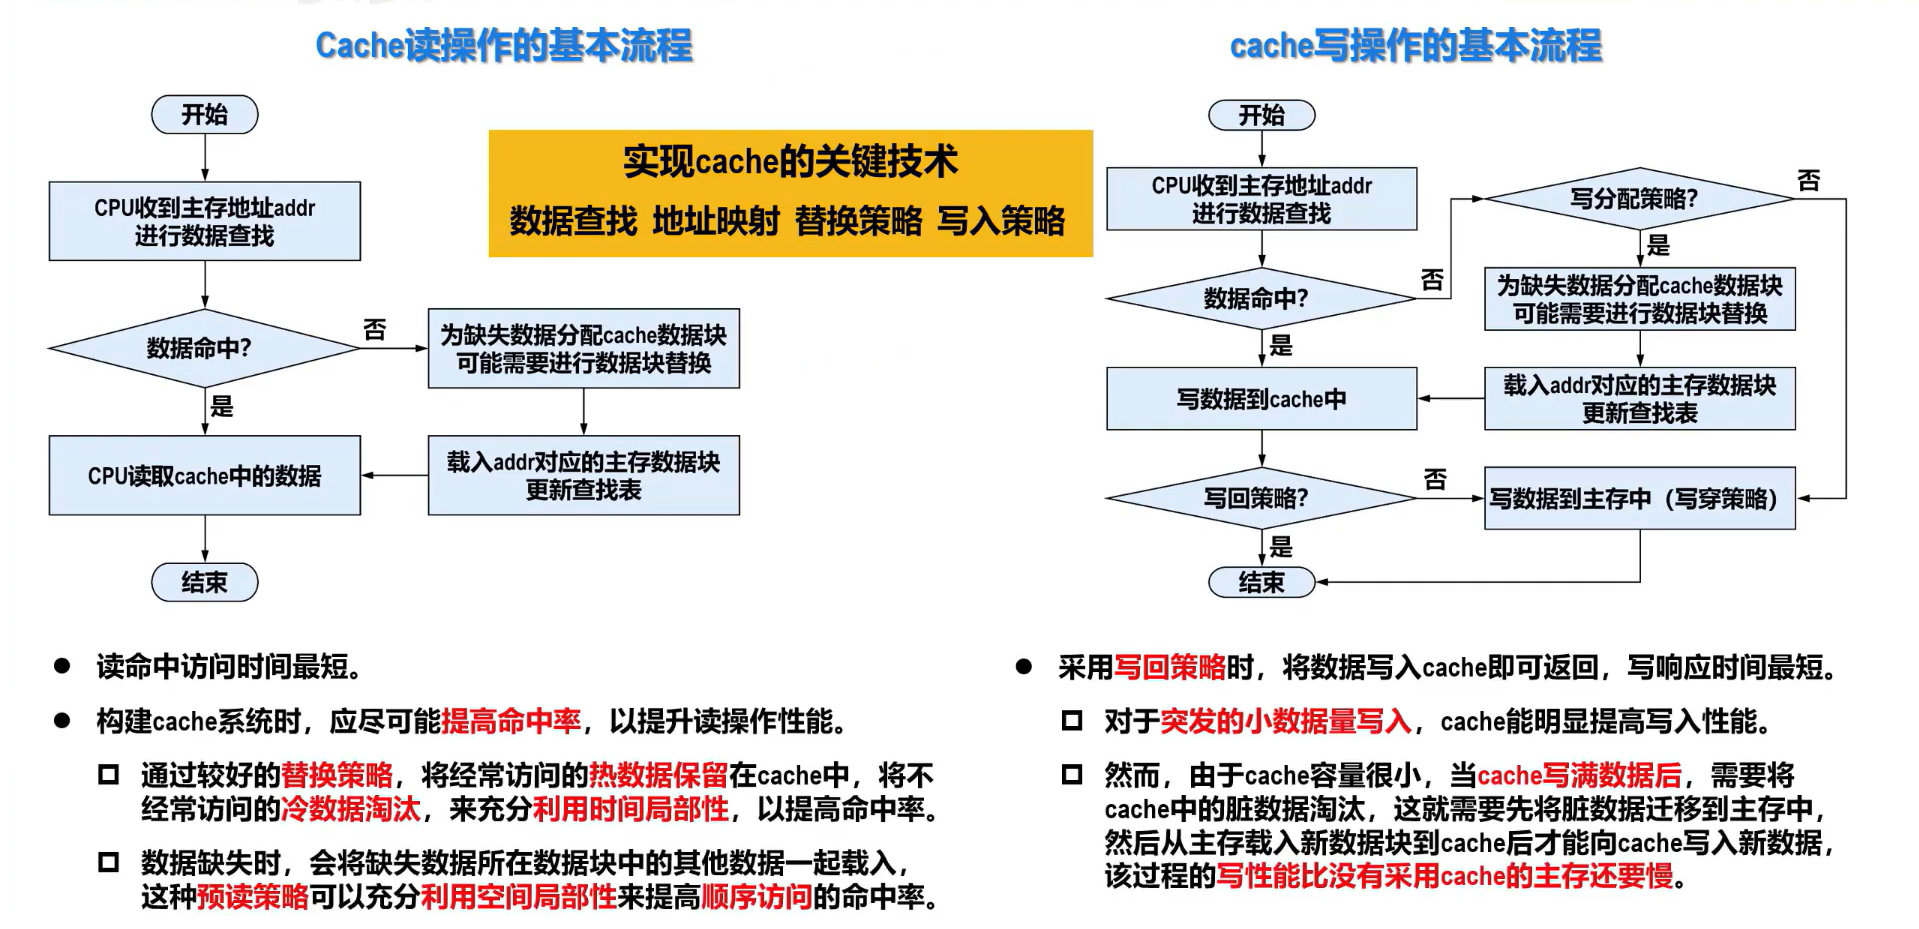 Cache读操作的基本流程
开始
CPU收到主存地址addr
进行数据查找
数据命中?
否
为缺失数据分配cache数据块
可能需要进行数据块替换
是
CPU读取cache中的数据
载入addr对应的主存数据块
更新查找表
结束
实现cache的关键技术
数据查找 地址映射 替换策略 写入策略
● 读命中访问时间最短。
● 构建cache系统时，应尽可能提高命中率，以提升读操作性能。
通过较好的替换策略，将经常访问的热数据保留在cache中，将不
经常访问的冷数据淘汰，来充分利用时间局部性，以提高命中率。
数据缺失时，会将缺失数据所在数据块中的其他数据一起载入，
这种预读策略可以充分利用空间局部性来提高顺序访问的命中率。
cache写操作的基本流程
开始
CPU收到主存地址addr
进行数据查找
数据命中?
否
写分配策略?
否
是
为缺失数据分配cache数据块
可能需要进行数据块替换
是
写数据到cache中
载入addr对应的主存数据块
更新查找表
写回策略?
否
写数据到主存中（写穿策略）
是
结束
● 采用写回策略时，将数据写入cache即可返回，写响应时间最短。
对于突发的小数据量写入，cache能明显提高写入性能。
然而，由于cache容量很小，当cache写满数据后，需要将
cache中的脏数据淘汰，这就需要先将脏数据迁移到主存中，
然后从主存载入新数据块到cache后才能向cache写入新数据，
该过程的写性能比没有采用cache的主存还要慢。